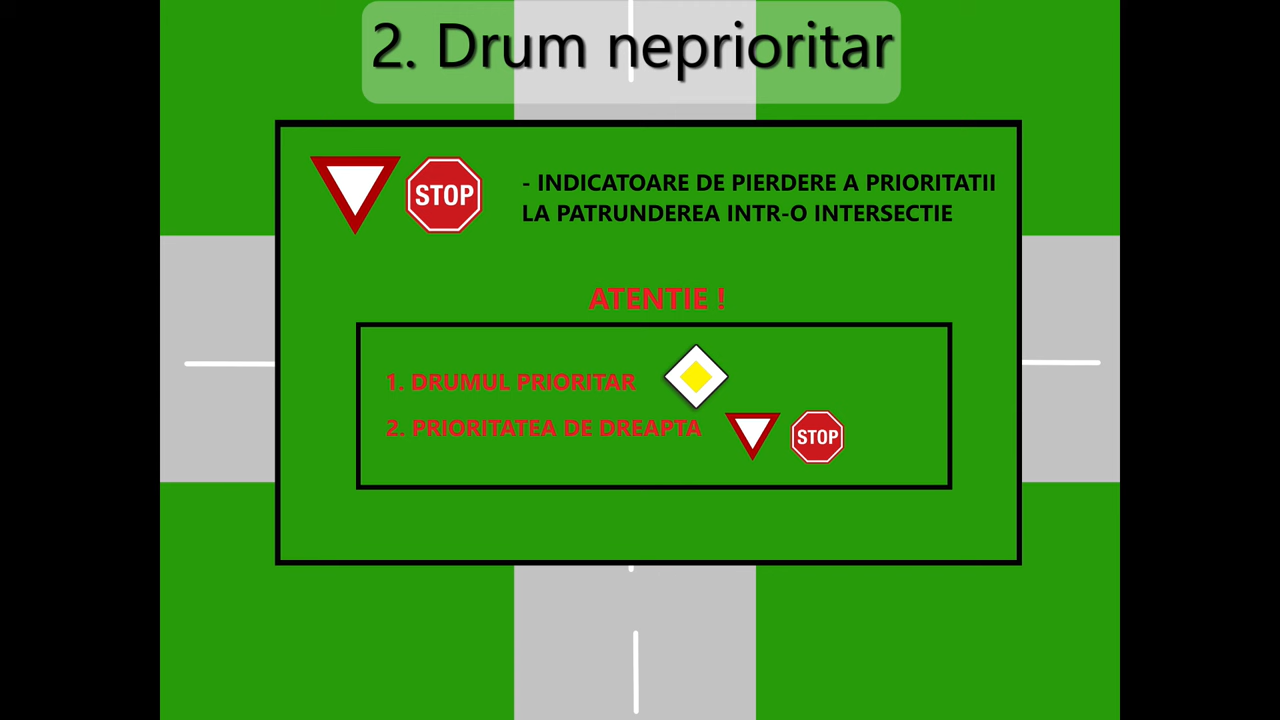 2. Drum neprioritar
STOP
- INDICATOARE DE PIERDERE A PRIORITATII
LA PATRUNDEREA INTR-O INTERSECTIE
ATENTIE !
1. DRUMUL PRIORITAR
2. PRIORITATEA DE DREAPTA
STOP